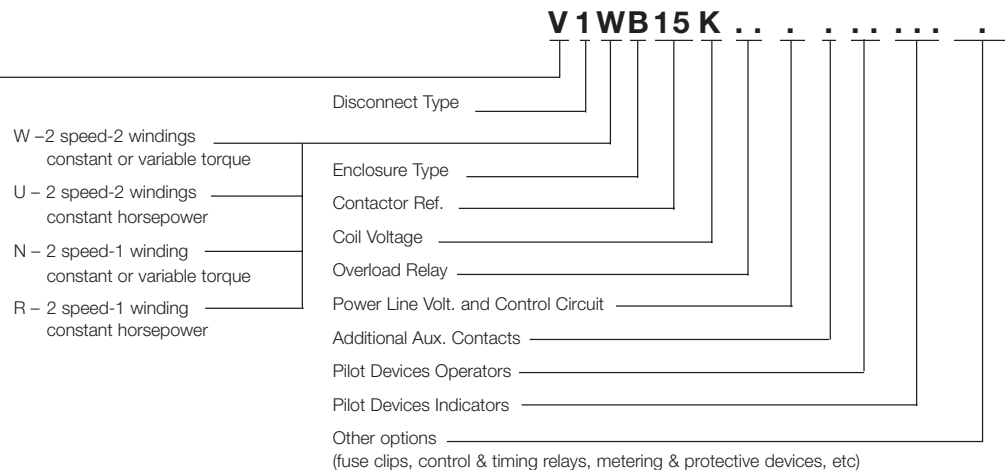 V 1 W B 15 K . . . . . . . . . .
Disconnect Type
W –2 speed-2 windings
constant or variable torque
U – 2 speed-2 windings
constant horsepower
N – 2 speed-1 winding
constant or variable torque
R – 2 speed-1 winding
constant horsepower
Enclosure Type
Contactor Ref.
Coil Voltage
Overload Relay
Power Line Volt. and Control Circuit
Additional Aux. Contacts
Pilot Devices Operators
Pilot Devices Indicators
Other options
(fuse clips, control & timing relays, metering & protective devices, etc)